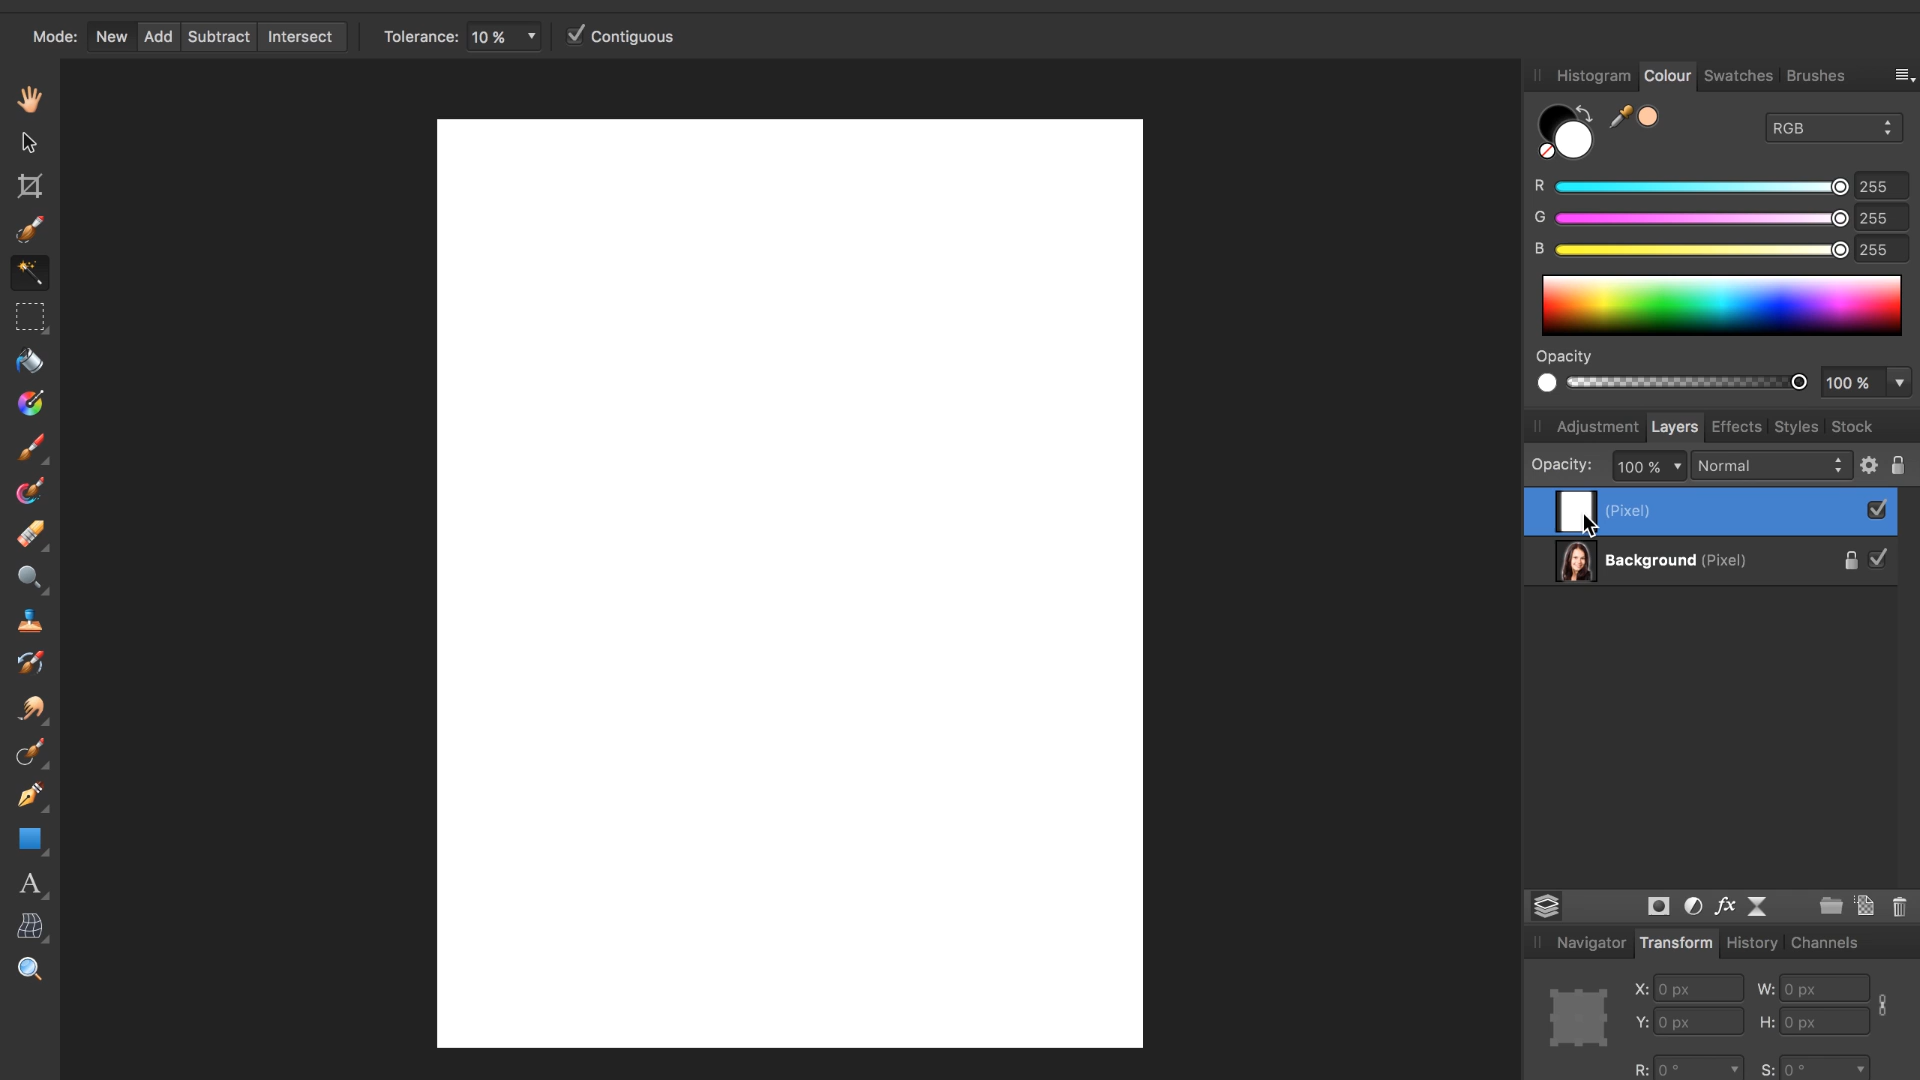 Mode: New Add Subtract Intersect Tolerance: 10 % Contiguous
Histogram Colour Swatches Brushes
RGB
R 255
G 255
B 255
Opacity
100 %
Adjustment Layers Effects Styles Stock
Opacity: 100 % Normal
(Pixel)
Background (Pixel)
fx
Navigator Transform History Channels
X: 0 px W: 0 px
Y: 0 px H: 0 px
R: 0 ° S: 0 °